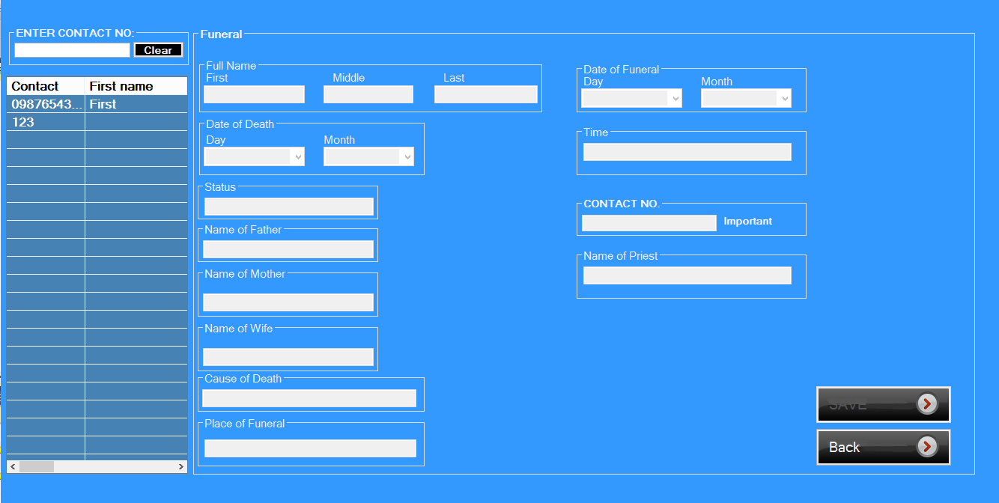 ENTER CONTACT NO:
Clear
Contact First name
09876543... First
123
Funeral
Full Name
First Middle Last
Date of Death
Day Month
Status
Name of Father
Name of Mother
Name of Wife
Cause of Death
Place of Funeral
Date of Funeral
Day Month
Time
CONTACT NO.
Important
Name of Priest
SAVE
Back